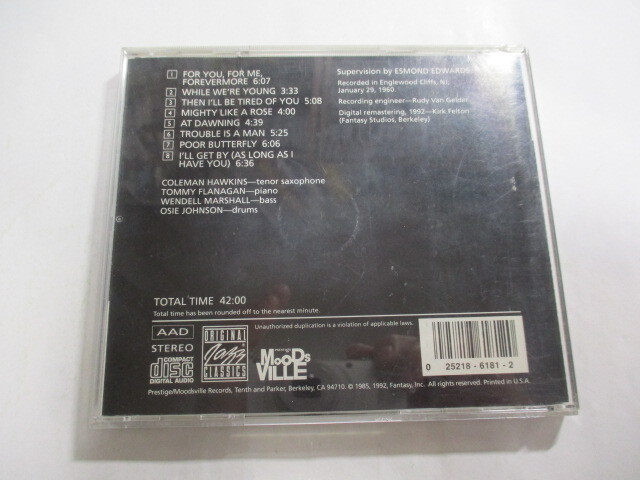 1 FOR YOU, FOR ME,
FOREVERMORE 6:07
2 WHILE WE'RE YOUNG 3:33
3 THEN I'LL BE TIRED OF YOU 5:08
4 MIGHTY LIKE A ROSE 4:00
5 AT DAWNING 4:39
6 TROUBLE IS A MAN 5:25
7 POOR BUTTERFLY 6:06
8 I'LL GET BY (AS LONG AS I
HAVE YOU) 6:36
COLEMAN HAWKINS—tenor saxophone
TOMMY FLANAGAN—piano
WENDELL MARSHALL—bass
OSIE JOHNSON—drums
Supervision by ESMOND EDWARDS
Recorded in Englewood Cliffs, NJ;
January 29, 1960.
Recording engineer—Rudy Van Gelder
Digital remastering, 1992—Kirk Felton
(Fantasy Studios, Berkeley)
TOTAL TIME 42:00
Total time has been rounded off to the nearest minute.
AAD
STEREO
COMPACT
disc
DIGITAL AUDIO
ORIGINAL
Jazz
CLASSICS
MOODS
VILLE
Unauthorized duplication is a violation of applicable laws.
0 25218-6181-2
Prestige/Moodsville Records, Tenth and Parker, Berkeley, CA 94710. © 1985, 1992, Fantasy, Inc. All rights reserved. Printed in U.S.A.